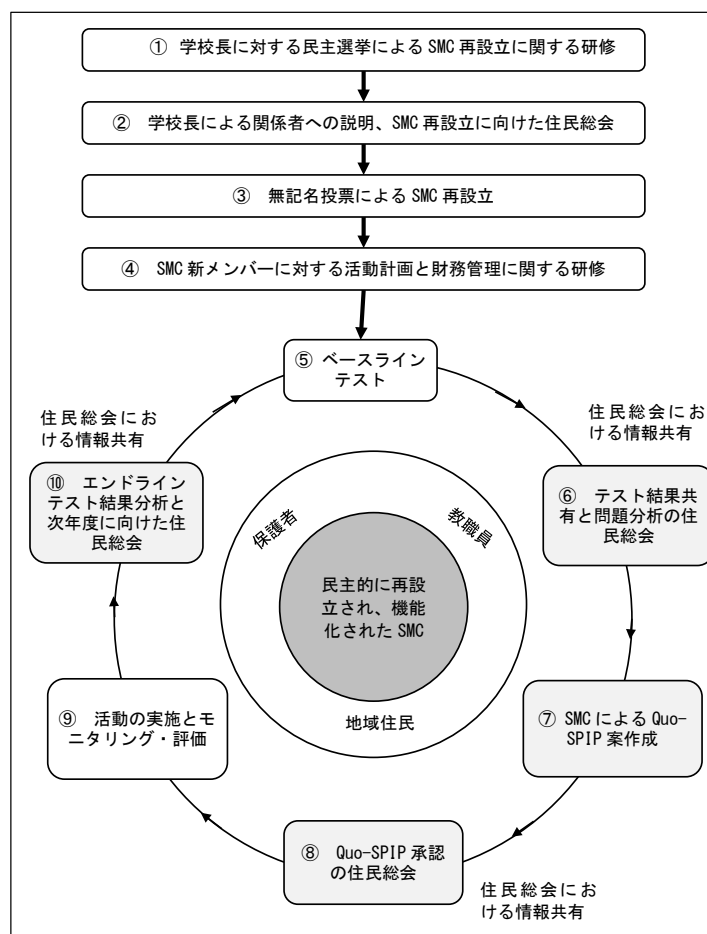 ① 学校長に対する民主選挙による SMC 再設立に関する研修
② 学校長による関係者への説明、SMC 再設立に向けた住民総会
③ 無記名投票による SMC 再設立
④ SMC 新メンバーに対する活動計画と財務管理に関する研修
⑤ ベースライン
テスト
住民総会にお
ける情報共有
住民総会にお
ける情報共有
⑩ エンドライン
テスト結果分析と
次年度に向けた住
民総会
⑥ テスト結果共
有と問題分析の住
民総会
保護者
教職員
民主的に再設
立され、機能
化された SMC
地域住民
⑨ 活動の実施とモ
ニタリング・評価
⑦ SMC による Quo-
SPIP 案作成
⑧ Quo-SPIP 承認
の住民総会
住民総会にお
ける情報共有